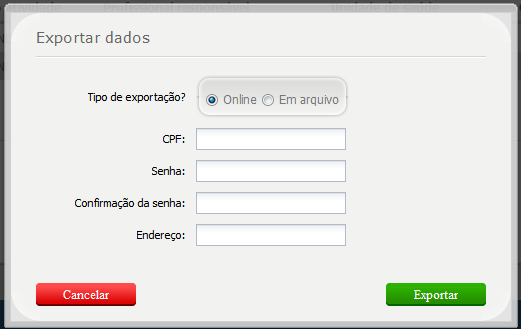 Exportar dados
Tipo de exportação?
Online Em arquivo
CPF:
Senha:
Confirmação da senha:
Endereço:
Cancelar Exportar